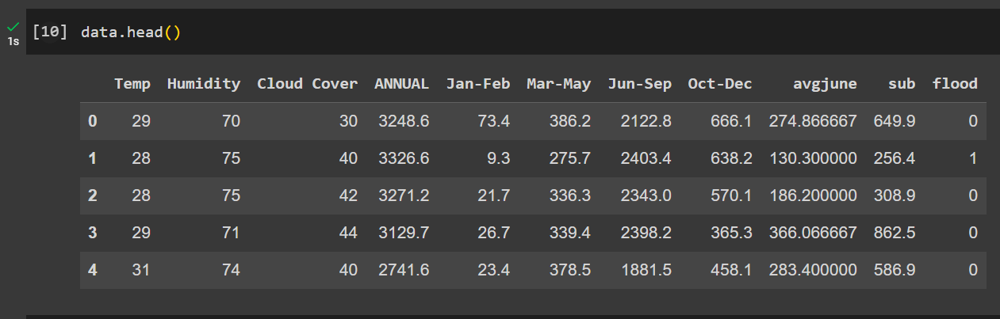 [10] data.head()
1s
Temp Humidity Cloud Cover ANNUAL Jan-Feb Mar-May Jun-Sep Oct-Dec avgjune sub flood
0 29 70 30 3248.6 73.4 386.2 2122.8 666.1 274.866667 649.9 0
1 28 75 40 3326.6 9.3 275.7 2403.4 638.2 130.300000 256.4 1
2 28 75 42 3271.2 21.7 336.3 2343.0 570.1 186.200000 308.9 0
3 29 71 44 3129.7 26.7 339.4 2398.2 365.3 366.066667 862.5 0
4 31 74 40 2741.6 23.4 378.5 1881.5 458.1 283.400000 586.9 0